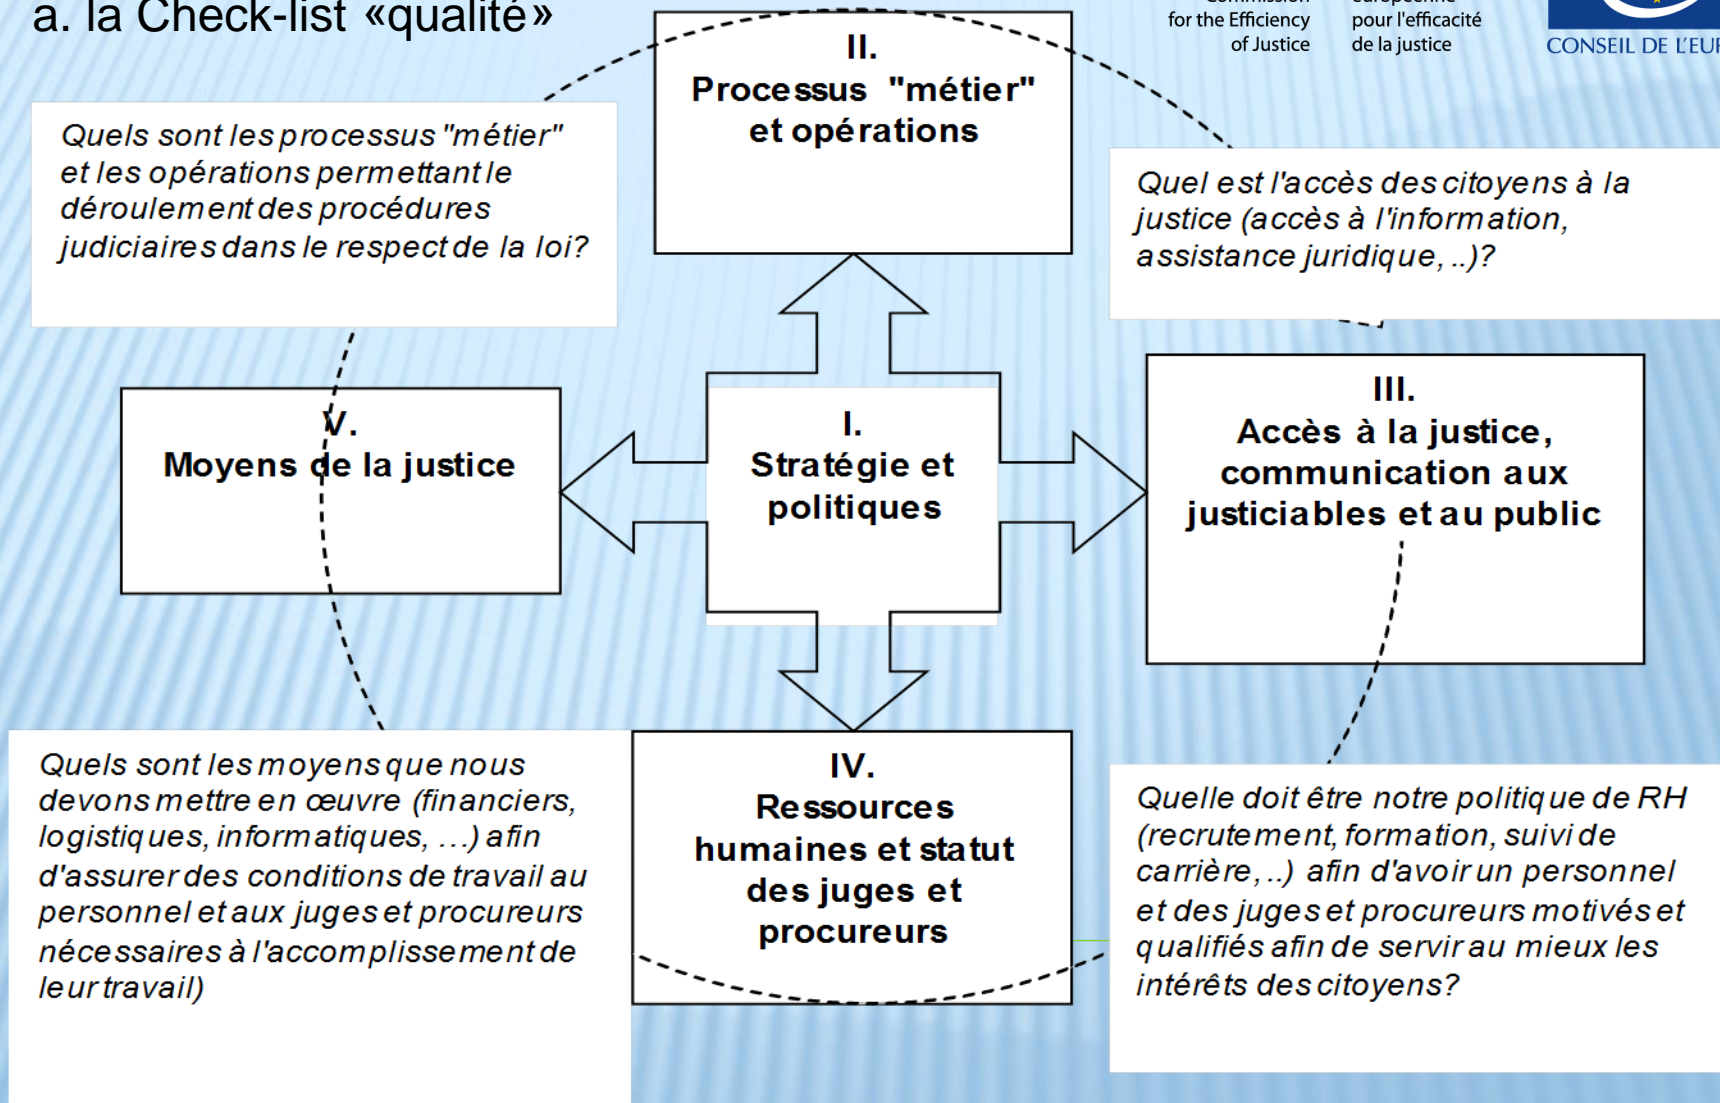 a. la Check-list «qualité»
for the Efficiency
of Justice
pour l'efficacité
de la justice
CONSEIL DE L'EUR
II.
Processus "métier"
et opérations
Quels sont les processus "métier"
et les opérations permettant le
déroulement des procédures
judiciaires dans le respect de la loi?
Quel est l'accès des citoyens à la
justice (accès à l'information,
assistance juridique, ..)?
V.
Moyens de la justice
I.
Stratégie et
politiques
III.
Accès à la justice,
communication aux
justiciables et au public
Quels sont les moyens que nous
devons mettre en œuvre (financiers,
logistiques, informatiques, ...) afin
d'assurer des conditions de travail au
personnel et aux juges et procureurs
nécessaires à l'accomplissement de
leur travail)
IV.
Ressources
humaines et statut
des juges et
procureurs
Quelle doit être notre politique de RH
(recrutement, formation, suivi de
carrière, ..) afin d'avoir un personnel
et des juges et procureurs motivés et
qualifiés afin de servir au mieux les
intérêts des citoyens?